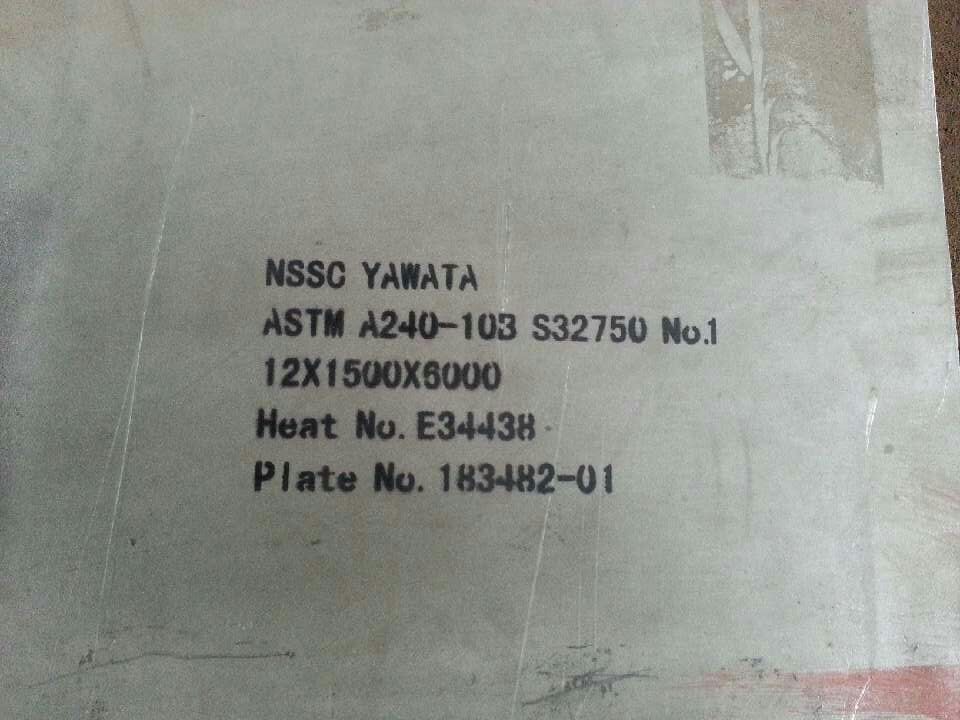 NSSC YAWATA
ASTM A240-10B S32750 No.1
12X1500X6000
Heat No. E34438
Plate No. 183482-01